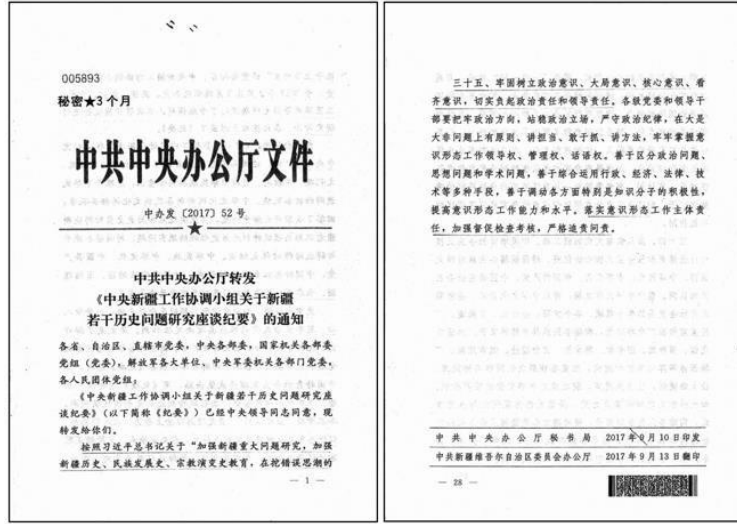 005893
秘密★3个月
中共中央办公厅文件
中办发〔2017〕52号
中共中央办公厅转发
《中央新疆工作协调小组关于新疆
若干历史问题研究座谈纪要》的通知
各省、自治区、直辖市党委，中央各部委，国家机关各部委
党组（党委），解放军各大单位、中央军委机关各部门党委，
各人民团体党组：
《中央新疆工作协调小组关于新疆若干历史问题研究座
谈纪要》（以下简称《纪要》）已经中央领导同志同意，现
转发给你们。
按照习近平总书记关于“加强新疆重大问题研究，加强
新疆历史、民族发展史、宗教演变史教育，在挖错误思潮的
— 1 —
三十五、牢固树立政治意识、大局意识、核心意识、看
齐意识，切实负起政治责任和领导责任。各级党委和领导干
部要把牢政治方向，站稳政治立场，严守政治纪律，在大是
大非问题上有原则、讲担当、敢于抓、讲方法，牢牢掌握意
识形态工作领导权、管理权、话语权。善于区分政治问题、
思想问题和学术问题，善于综合运用行政、经济、法律、技
术等多种手段，善于调动各方面特别是知识分子的积极性，
提高意识形态工作能力和水平。落实意识形态工作主体责
任，加强督促检查考核，严格追责问责。
中共中央办公厅秘书局 2017年9月10日印发
中共新疆维吾尔自治区委员会办公厅 2017年9月13日翻印
— 28 —